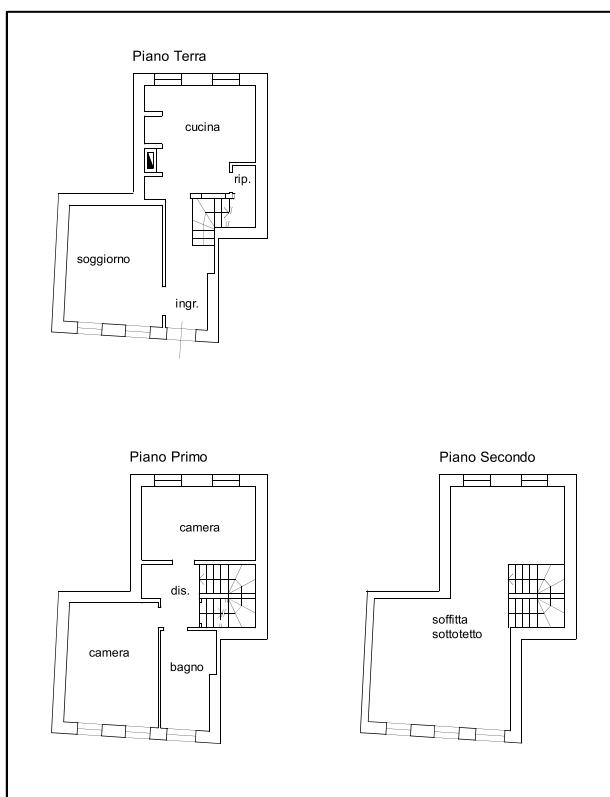 Piano Terra
cucina
rip.
soggiorno
ingr.
Piano Primo
camera
dis.
camera
bagno
Piano Secondo
soffitta
sottotetto